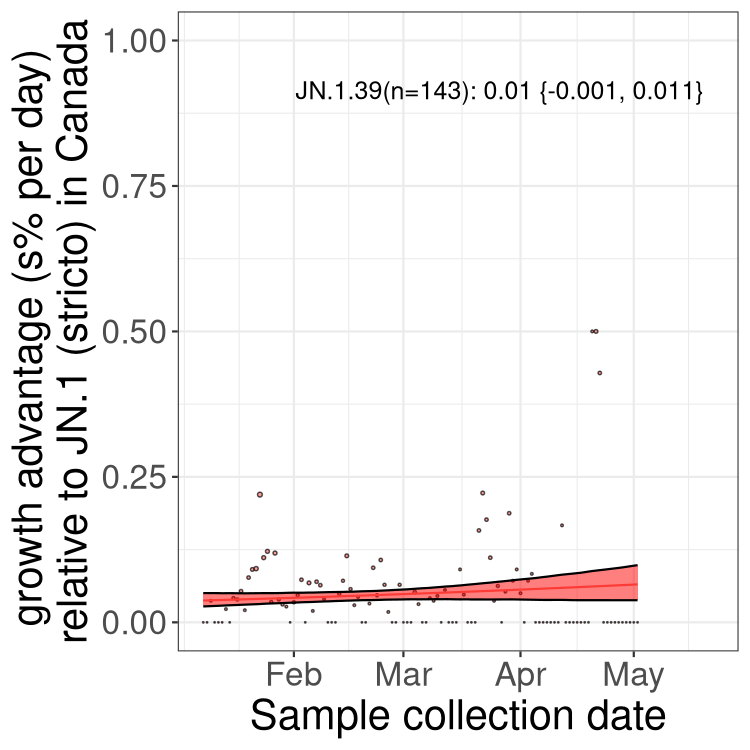 growth advantage (s% per day)
relative to JN.1 (stricto) in Canada
1.00
0.75
0.50
0.25
0.00
JN.1.39(n=143): 0.01 {-0.001, 0.011}
Feb
Mar
Apr
May
Sample collection date